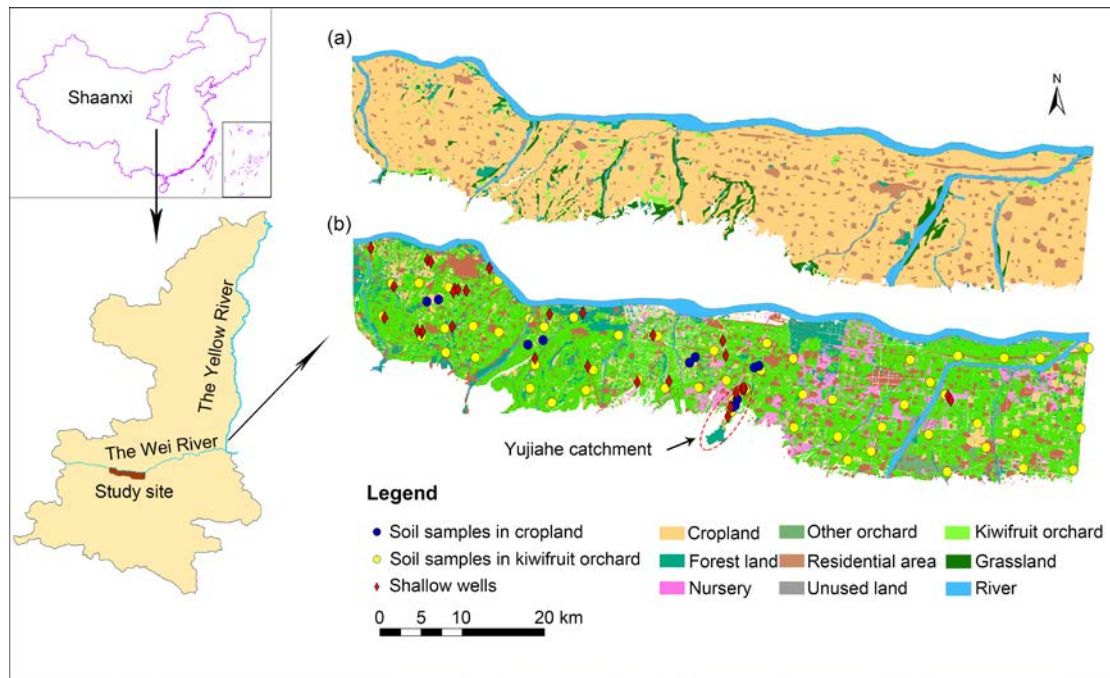 Shaanxi
(a)
N
(b)
The Yellow River
The Wei River
Study site
Yujiahe catchment
Legend
Soil samples in cropland
Soil samples in kiwifruit orchard
Shallow wells
Cropland
Other orchard
Kiwifruit orchard
Forest land
Residential area
Grassland
Nursery
Unused land
River
0 5 10 20 km